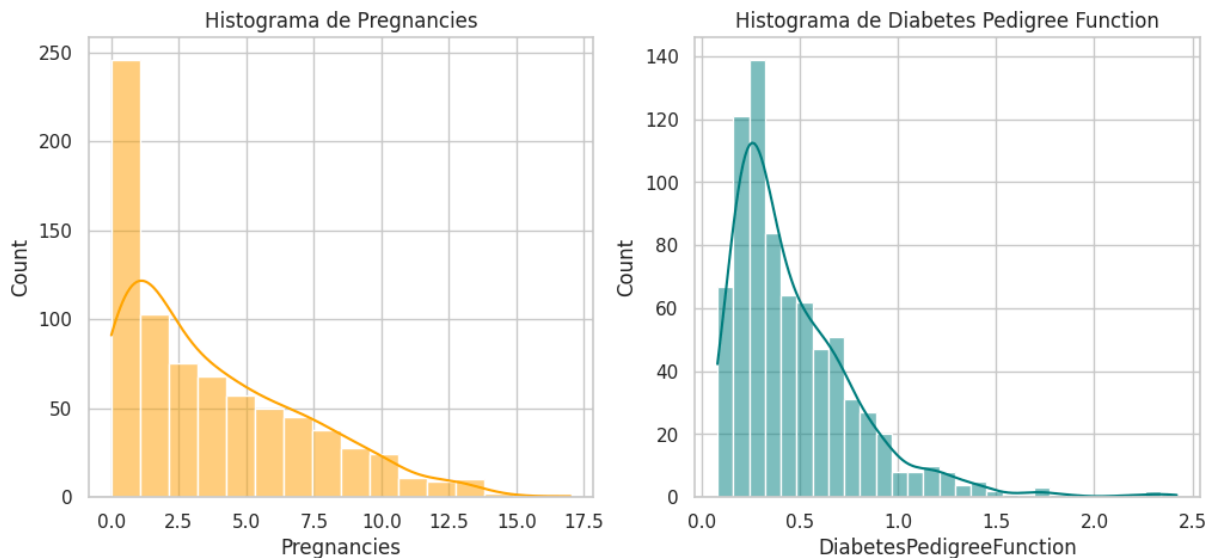 Histograma de Pregnancies
250
200
150
100
50
0
Count
0.0 2.5 5.0 7.5 10.0 12.5 15.0 17.5
Pregnancies
Histograma de Diabetes Pedigree Function
140
120
100
80
60
40
20
0
Count
0.0 0.5 1.0 1.5 2.0 2.5
DiabetesPedigreeFunction